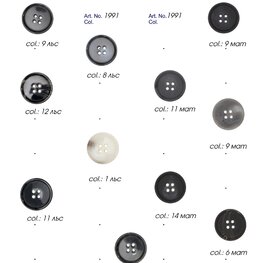 Art. No. 1991
Col.
Art. No. 1991
Col.
col.: 9 льс
col.: 9 мат
col.: 8 льс
col.: 12 льс
col.: 11 мат
col.: 9 мат
col.: 1 льс
col.: 11 льс
col.: 14 мат
col.: 6 мат